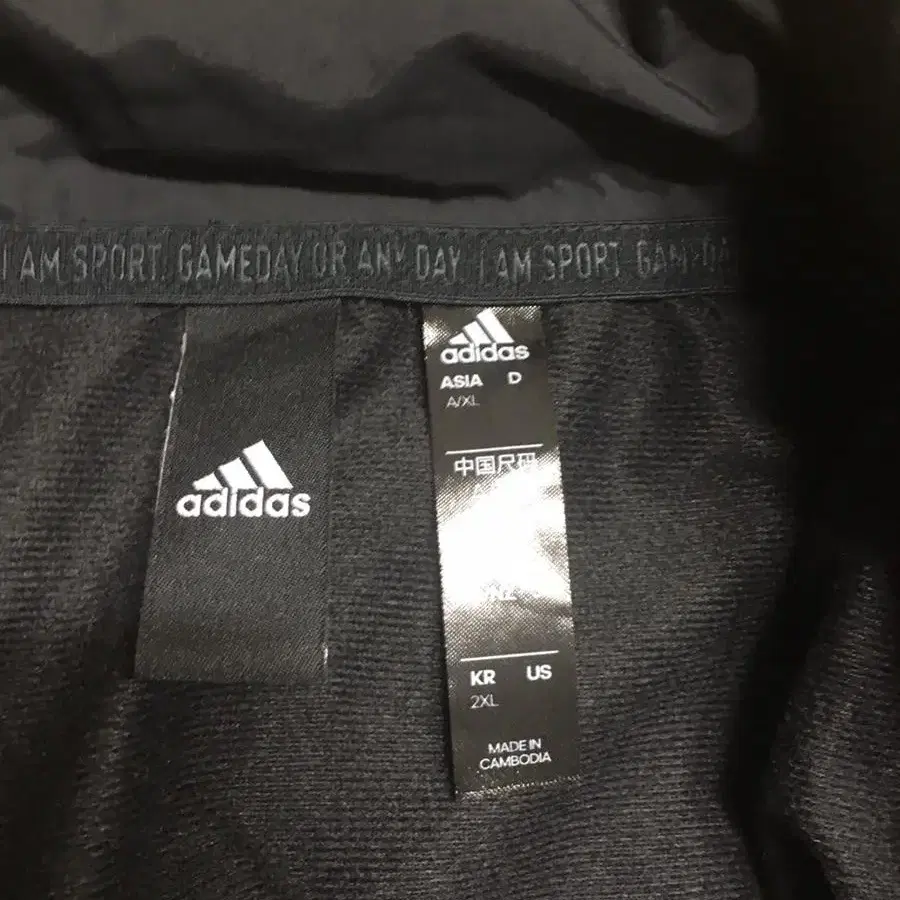 I AM SPORT. GAMEDAY OR ANY DAY I AM SPORT
adidas
adidas
ASIA D
A/XL
中国尺码
KR US
2XL
MADE IN
CAMBODIA